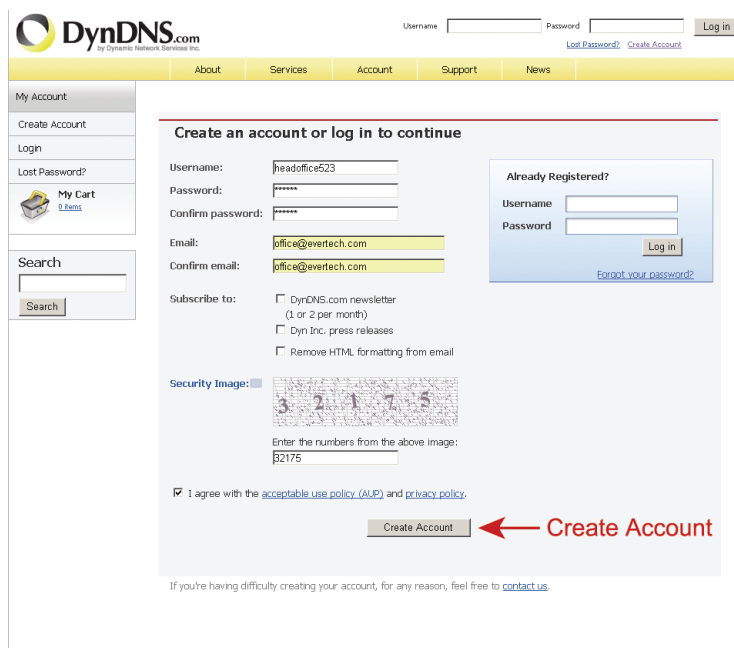 DynDNS.com
by Dynamic Network Services Inc.
Username
Password
Log in
Lost Password? Create Account
About Services Account Support News
My Account
Create Account
Login
Lost Password?
My Cart
0 items
Search
Search
Create an account or log in to continue
Username: headoffice523
Password: ******
Confirm password: ******
Email: office@evertech.com
Confirm email: office@evertech.com
Subscribe to: DynDNS.com newsletter
(1 or 2 per month)
Dyn Inc. press releases
Remove HTML formatting from email
Security Image:
3 2 1 7 5
Enter the numbers from the above image:
32175
I agree with the acceptable use policy (AUP) and privacy policy.
Create Account
Create Account
Already Registered?
Username
Password
Log in
Forgot your password?
If you're having difficulty creating your account, for any reason, feel free to contact us.